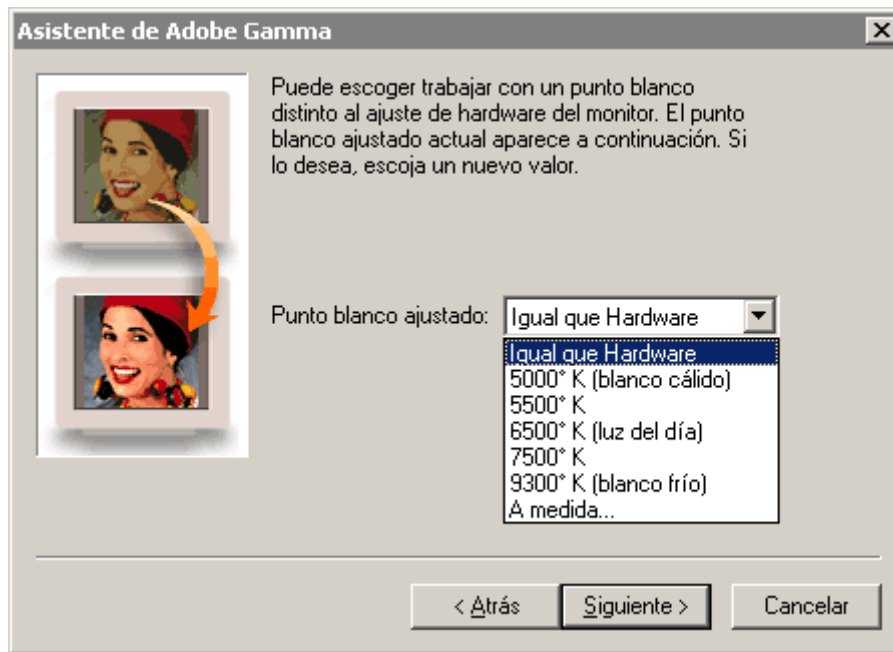 Asistente de Adobe Gamma
Puede escoger trabajar con un punto blanco
distinto al ajuste de hardware del monitor. El punto
blanco ajustado actual aparece a continuación. Si
lo desea, escoja un nuevo valor.
Punto blanco ajustado: Igual que Hardware
Igual que Hardware
5000° K (blanco cálido)
5500° K
6500° K (luz del día)
7500° K
9300° K (blanco frío)
A medida...
< Atrás Siguiente > Cancelar